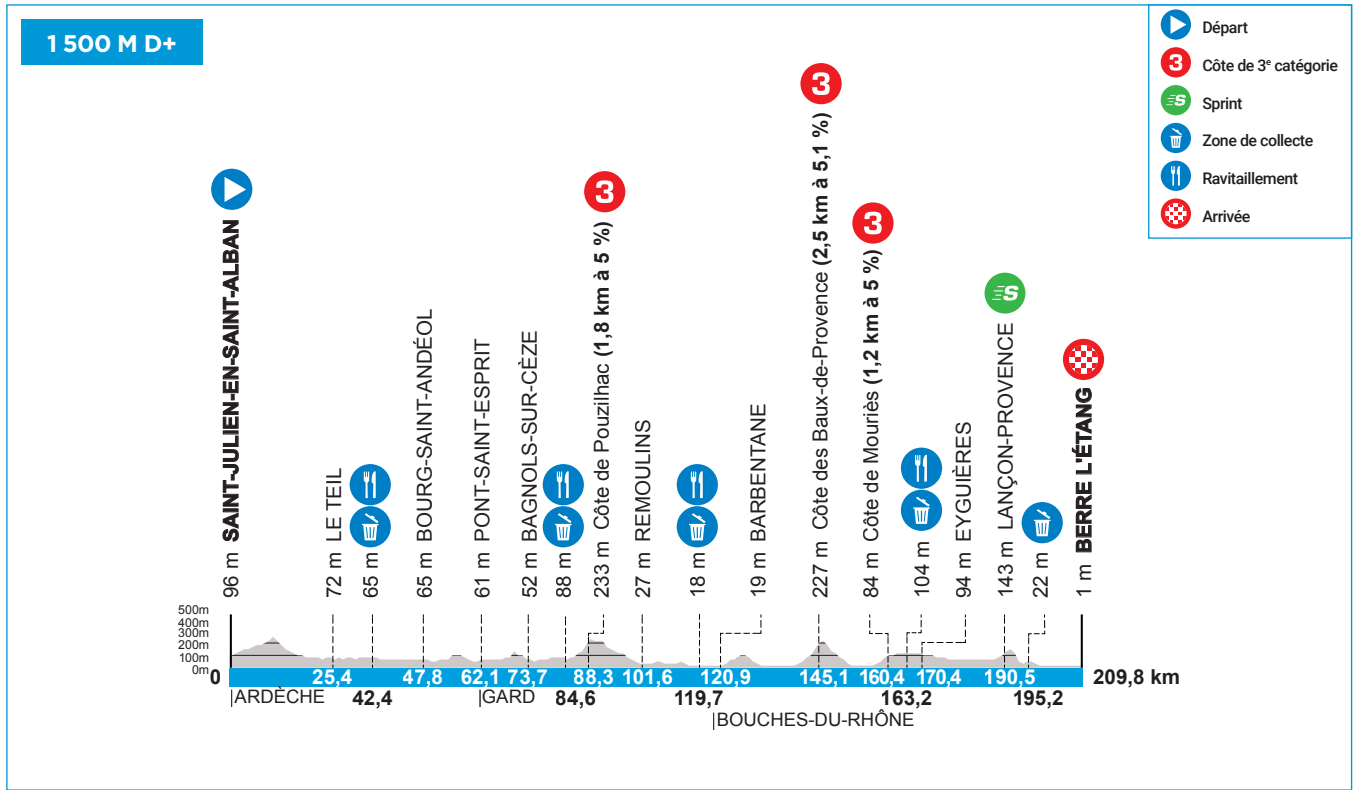 1 500 M D+
Départ
3 Côte de 3e catégorie
S Sprint
Zone de collecte
Ravitaillement
Arrivée
96 m SAINT-JULIEN-EN-SAINT-ALBAN
72 m LE TEIL
65 m
65 m BOURG-SAINT-ANDÉOL
61 m PONT-SAINT-ESPRIT
52 m BAGNOLS-SUR-CÈZE
88 m
233 m Côte de Pouzilhac (1,8 km à 5 %) 3
27 m REMOULINS
18 m
19 m BARBENTANE
227 m Côte des Baux-de-Provence (2,5 km à 5,1 %) 3
84 m Côte de Mouriès (1,2 km à 5 %) 3
104 m
94 m EYGUIÈRES
143 m LANÇON-PROVENCE S
22 m
1 m BERRE L'ÉTANG
500m
400m
300m
200m
100m
0m
0 25,4 47,8 62,1 73,7 88,3 101,6 120,9 145,1 160,4 170,4 190,5 209,8 km
|ARDÈCHE 42,4 |GARD 84,6 119,7 163,2 195,2
|BOUCHES-DU-RHÔNE